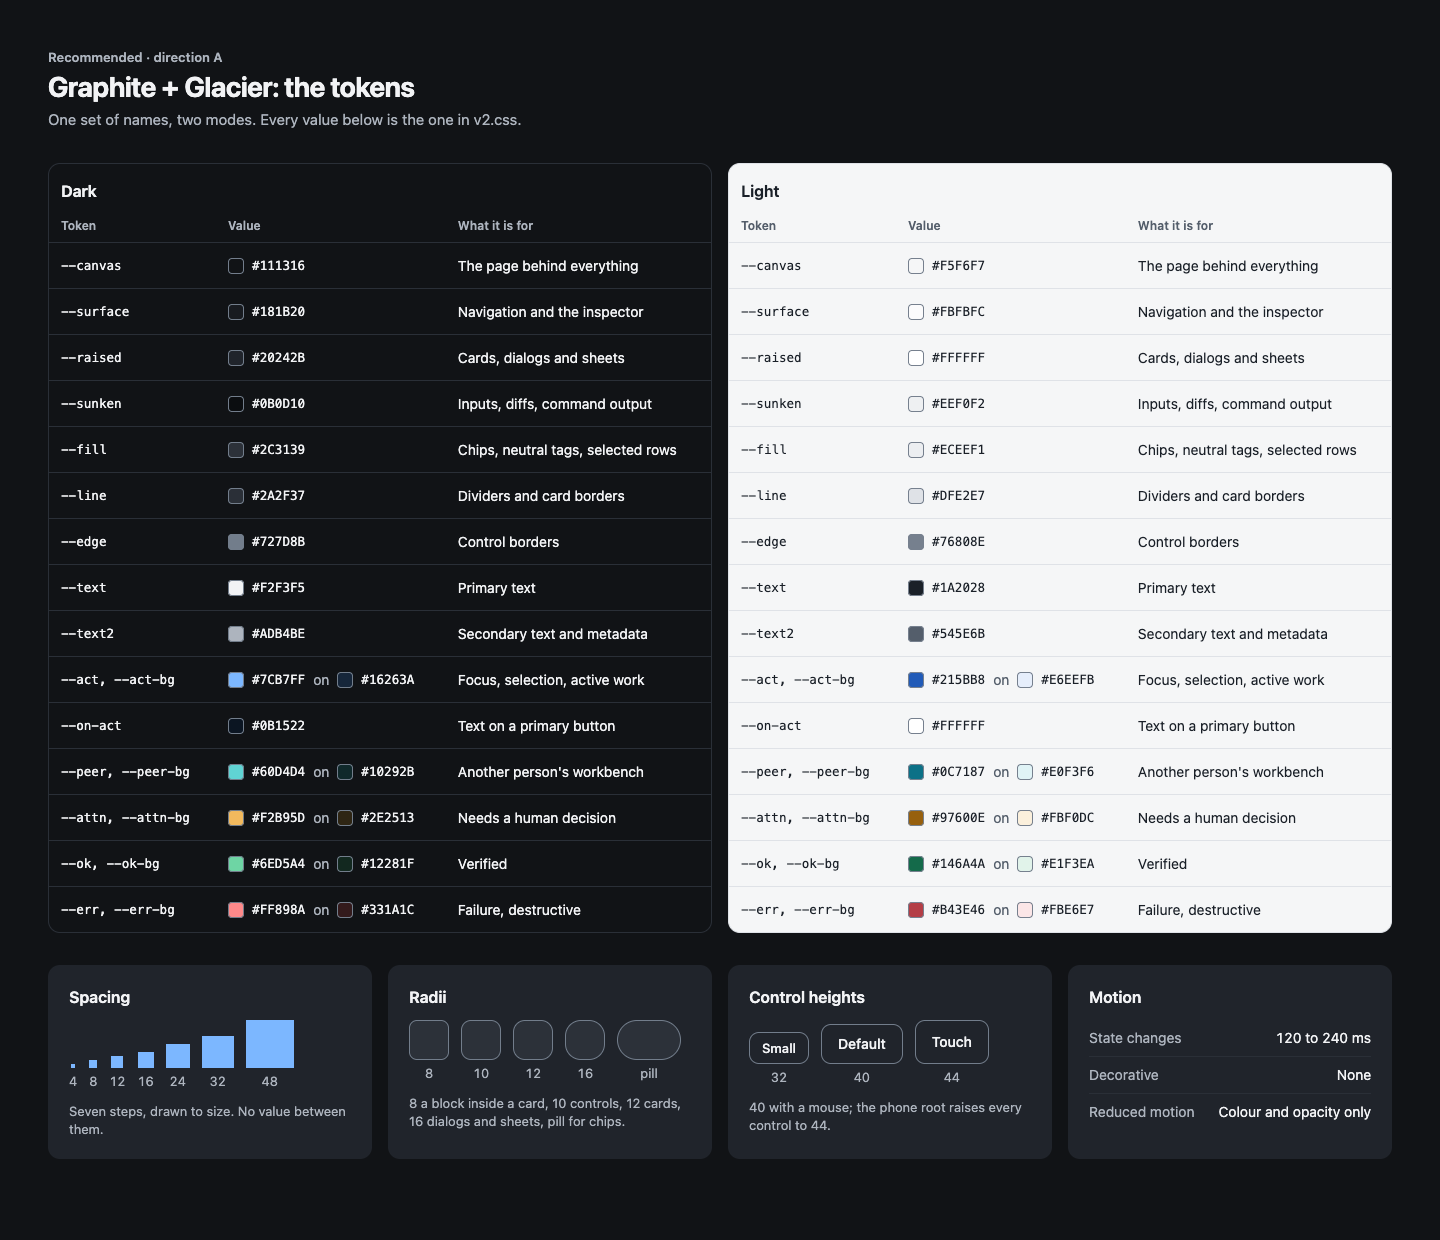 Recommended · direction A
Graphite + Glacier: the tokens
One set of names, two modes. Every value below is the one in v2.css.
Dark
Token Value What it is for
--canvas #111316 The page behind everything
--surface #181B20 Navigation and the inspector
--raised #20242B Cards, dialogs and sheets
--sunken #0B0D10 Inputs, diffs, command output
--fill #2C3139 Chips, neutral tags, selected rows
--line #2A2F37 Dividers and card borders
--edge #727D8B Control borders
--text #F2F3F5 Primary text
--text2 #ADB4BE Secondary text and metadata
--act, --act-bg #7CB7FF on #16263A Focus, selection, active work
--on-act #0B1522 Text on a primary button
--peer, --peer-bg #60D4D4 on #10292B Another person's workbench
--attn, --attn-bg #F2B95D on #2E2513 Needs a human decision
--ok, --ok-bg #6ED5A4 on #12281F Verified
--err, --err-bg #FF898A on #331A1C Failure, destructive
Light
Token Value What it is for
--canvas #F5F6F7 The page behind everything
--surface #FBFBFC Navigation and the inspector
--raised #FFFFFF Cards, dialogs and sheets
--sunken #EEF0F2 Inputs, diffs, command output
--fill #ECEEF1 Chips, neutral tags, selected rows
--line #DFE2E7 Dividers and card borders
--edge #76808E Control borders
--text #1A2028 Primary text
--text2 #545E6B Secondary text and metadata
--act, --act-bg #215BB8 on #E6EEFB Focus, selection, active work
--on-act #FFFFFF Text on a primary button
--peer, --peer-bg #0C7187 on #E0F3F6 Another person's workbench
--attn, --attn-bg #97600E on #FBF0DC Needs a human decision
--ok, --ok-bg #146A4A on #E1F3EA Verified
--err, --err-bg #B43E46 on #FBE6E7 Failure, destructive
Spacing
4 8 12 16 24 32 48
Seven steps, drawn to size. No value between
them.
Radii
8 10 12 16 pill
8 a block inside a card, 10 controls, 12 cards,
16 dialogs and sheets, pill for chips.
Control heights
Small Default Touch
32 40 44
40 with a mouse; the phone root raises every
control to 44.
Motion
State changes 120 to 240 ms
Decorative None
Reduced motion Colour and opacity only